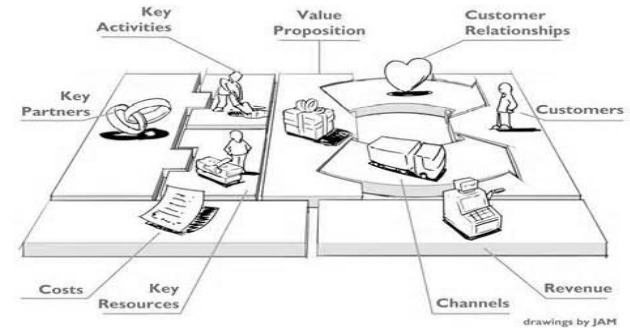 Key
Activities
Value
Proposition
Customer
Relationships
Key
Partners
Customers
Costs
Key
Resources
Channels
Revenue
drawings by JAM